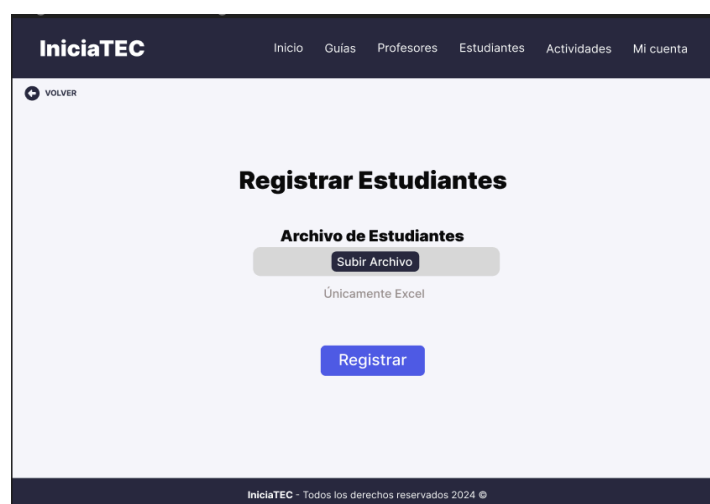 IniciaTEC
Inicio Guías Profesores Estudiantes Actividades Mi cuenta
VOLVER
Registrar Estudiantes
Archivo de Estudiantes
Subir Archivo
Únicamente Excel
Registrar
IniciaTEC - Todos los derechos reservados 2024 ©